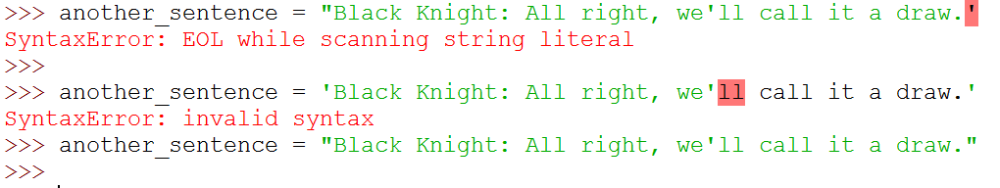 >>> another_sentence = "Black Knight: All right, we'll call it a draw.'
SyntaxError: EOL while scanning string literal
>>>
>>> another_sentence = 'Black Knight: All right, we'll call it a draw.'
SyntaxError: invalid syntax
>>> another_sentence = "Black Knight: All right, we'll call it a draw."
>>>